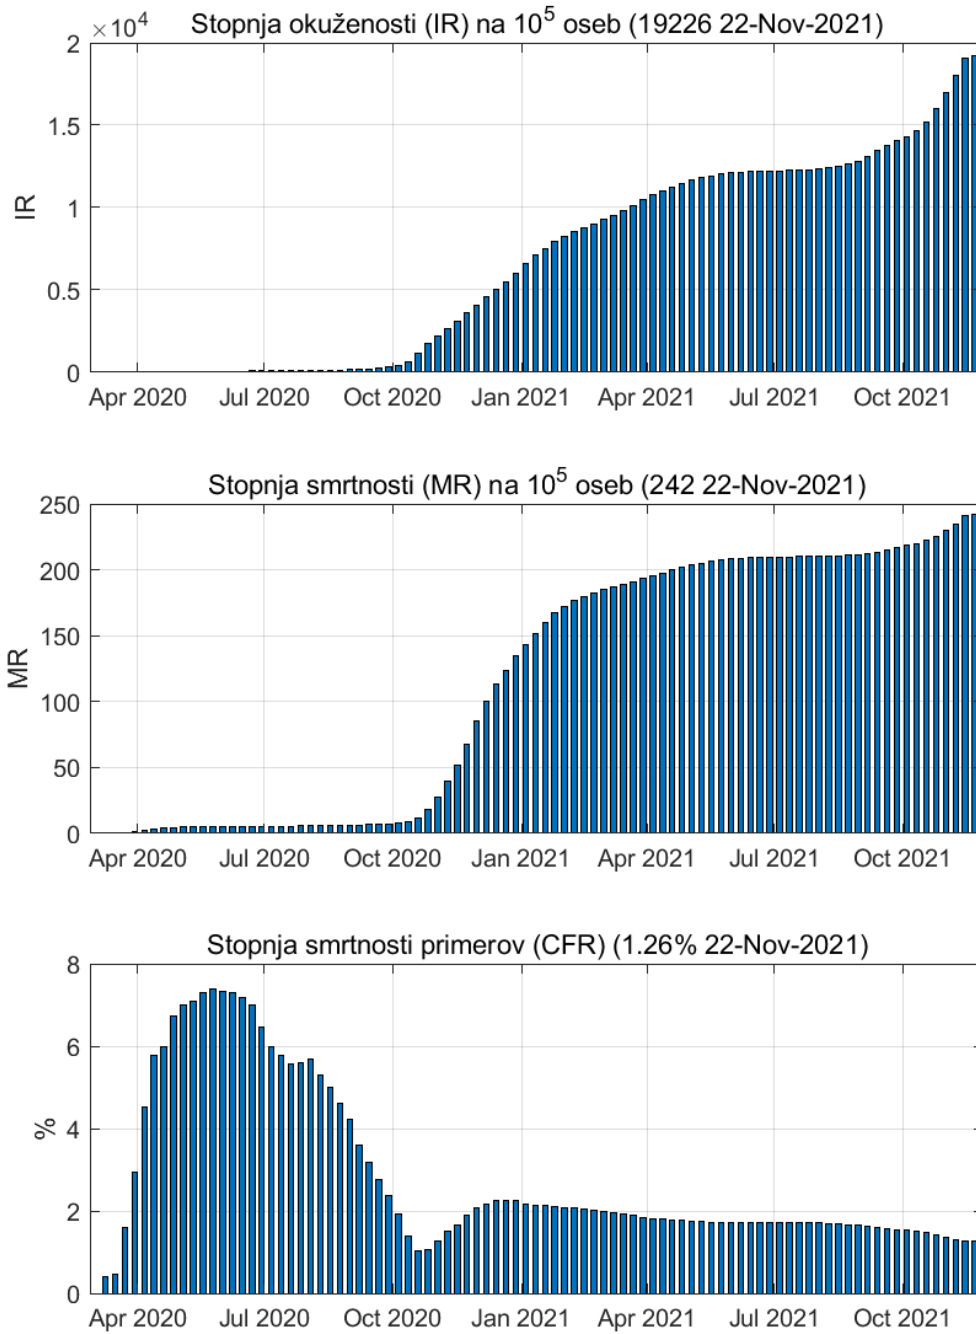 Stopnja okuženosti (IR) na 10^5 oseb (19226 22-Nov-2021)
×10^4
2
1.5
1
0.5
0
IR
Apr 2020 Jul 2020 Oct 2020 Jan 2021 Apr 2021 Jul 2021 Oct 2021
Stopnja smrtnosti (MR) na 10^5 oseb (242 22-Nov-2021)
250
200
150
100
50
0
MR
Apr 2020 Jul 2020 Oct 2020 Jan 2021 Apr 2021 Jul 2021 Oct 2021
Stopnja smrtnosti primerov (CFR) (1.26% 22-Nov-2021)
8
6
4
2
0
%
Apr 2020 Jul 2020 Oct 2020 Jan 2021 Apr 2021 Jul 2021 Oct 2021